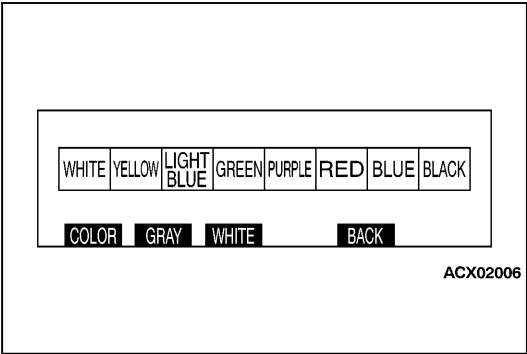 WHITE YELLOW LIGHT BLUE GREEN PURPLE RED BLUE BLACK
COLOR GRAY WHITE BACK
ACX02006